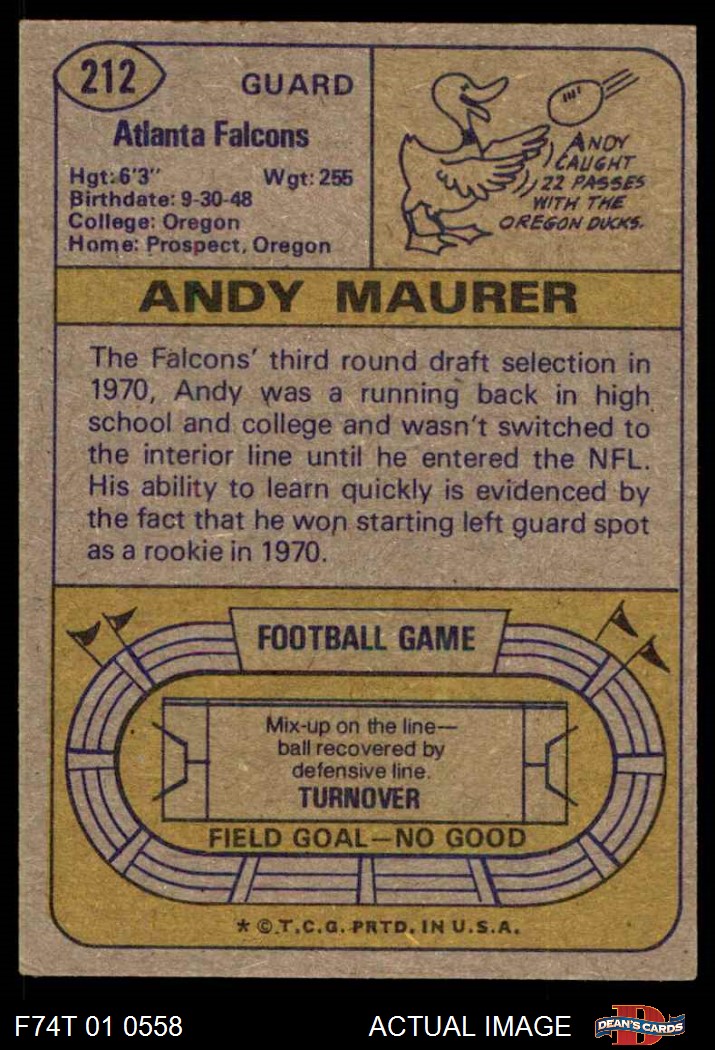 212
GUARD
Atlanta Falcons
Hgt: 6'3" Wgt: 255
Birthdate: 9-30-48
College: Oregon
Home: Prospect, Oregon
ANDY
CAUGHT
22 PASSES
WITH THE
OREGON DUCKS.
ANDY MAURER
The Falcons' third round draft selection in
1970, Andy was a running back in high
school and college and wasn't switched to
the interior line until he entered the NFL.
His ability to learn quickly is evidenced by
the fact that he won starting left guard spot
as a rookie in 1970.
FOOTBALL GAME
Mix-up on the line—
ball recovered by
defensive line.
TURNOVER
FIELD GOAL—NO GOOD
* © T.C.G. PRTD. IN U.S.A.
F74T 01 0558 ACTUAL IMAGE
DEAN'S CARDS